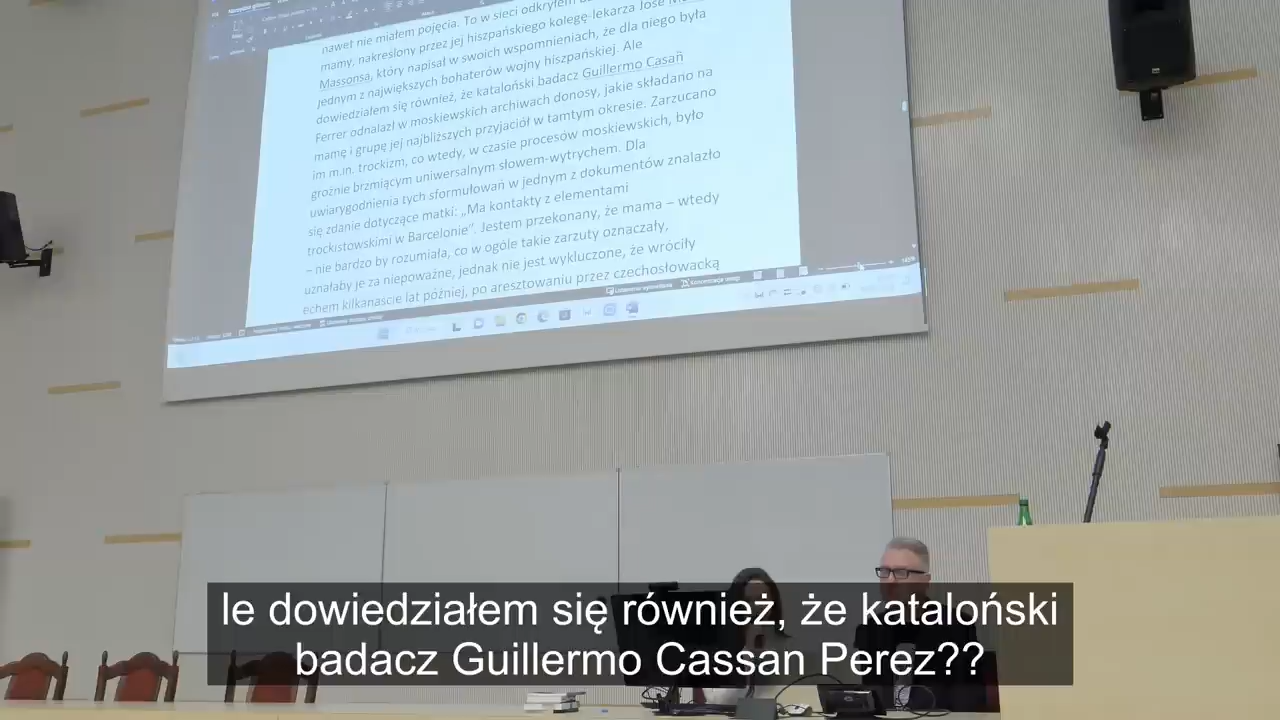 nawet nie miałem pojęcia. To w sieci odkryłem
mamy, nakreślony przez jej hiszpańskiego kolegę-lekarza José
Massonsa, który napisał w swoich wspomnieniach, że dla niego była
jednym z największych bohaterów wojny hiszpańskiej. Ale
dowiedziałem się również, że kataloński badacz Guillermo Casañ
Ferrer odnalazł w moskiewskich archiwach donosy, jakie składano na
mamę i grupę jej najbliższych przyjaciół w tamtym okresie. Zarzucano
im m.in. trockizm, co wtedy, w czasie procesów moskiewskich, było
groźnie brzmiącym uniwersalnym słowem-wytrychem. Dla
uwiarygodnienia tych sformułowań w jednym z dokumentów znalazło
się zdanie dotyczące matki: „Ma kontakty z elementami
trockistowskimi w Barcelonie”. Jestem przekonany, że mama – wtedy
– nie bardzo by rozumiała, co w ogóle takie zarzuty oznaczały,
uznałaby je za niepoważne, jednak nie jest wykluczone, że wróciły
echem kilkanaście lat później, po aresztowaniu przez czechosłowacką
le dowiedziałem się również, że kataloński
badacz Guillermo Cassan Perez??